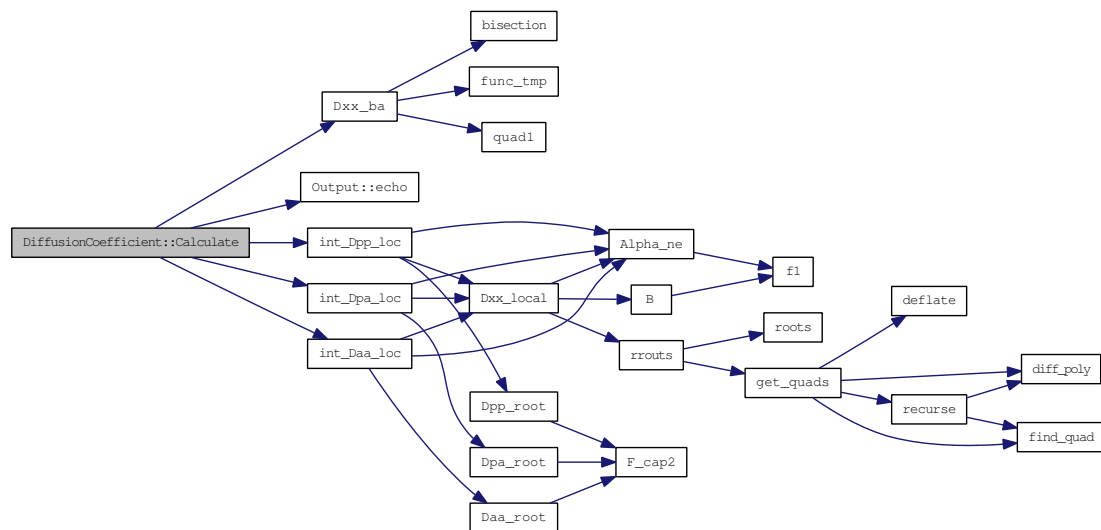 bisection
func_tmp
Dxx_ba
quad1
Output::echo
DiffusionCoefficient::Calculate
int_Dpp_loc
Alpha_ne
f1
int_Dpa_loc
Dxx_local
B
deflate
roots
int_Daa_loc
rrouts
diff_poly
get_quads
Dpp_root
recurse
find_quad
Dpa_root
F_cap2
Daa_root